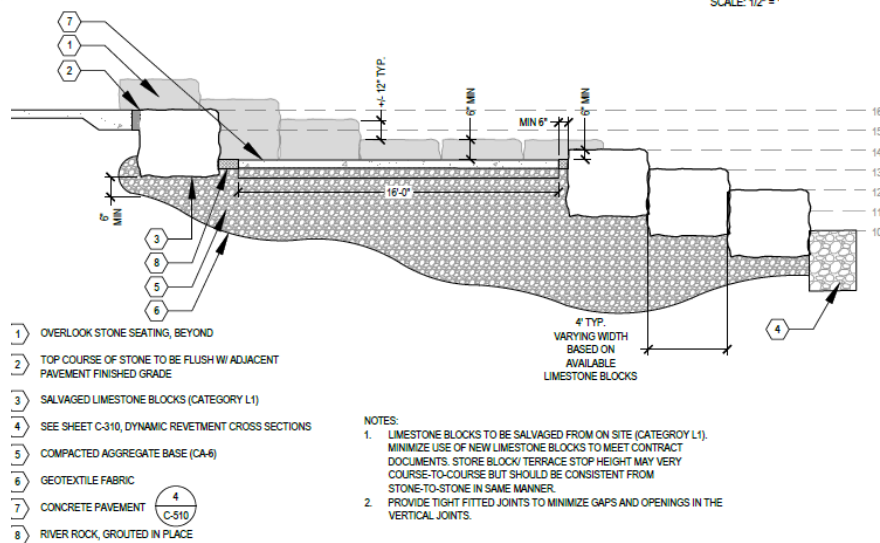 SCALE: 1/2" = 1'
7
1
2
+/- 12" TYP.
6" MIN
MIN 6"
6" MIN
16
15
14
13
12
11
10
16'-0"
6"
MIN
3
8
5
6
4' TYP.
VARYING WIDTH
BASED ON
AVAILABLE
LIMESTONE BLOCKS
4
1 OVERLOOK STONE SEATING, BEYOND
2 TOP COURSE OF STONE TO BE FLUSH W/ ADJACENT
PAVEMENT FINISHED GRADE
3 SALVAGED LIMESTONE BLOCKS (CATEGORY L1)
4 SEE SHEET C-310, DYNAMIC REVETMENT CROSS SECTIONS
5 COMPACTED AGGREGATE BASE (CA-6)
6 GEOTEXTILE FABRIC
7 CONCRETE PAVEMENT 4
C-510
8 RIVER ROCK, GROUTED IN PLACE
NOTES:
1. LIMESTONE BLOCKS TO BE SALVAGED FROM ON SITE (CATEGROY L1).
MINIMIZE USE OF NEW LIMESTONE BLOCKS TO MEET CONTRACT
DOCUMENTS. STORE BLOCK/ TERRACE STOP HEIGHT MAY VERY
COURSE-TO-COURSE BUT SHOULD BE CONSISTENT FROM
STONE-TO-STONE IN SAME MANNER.
2. PROVIDE TIGHT FITTED JOINTS TO MINIMIZE GAPS AND OPENINGS IN THE
VERTICAL JOINTS.